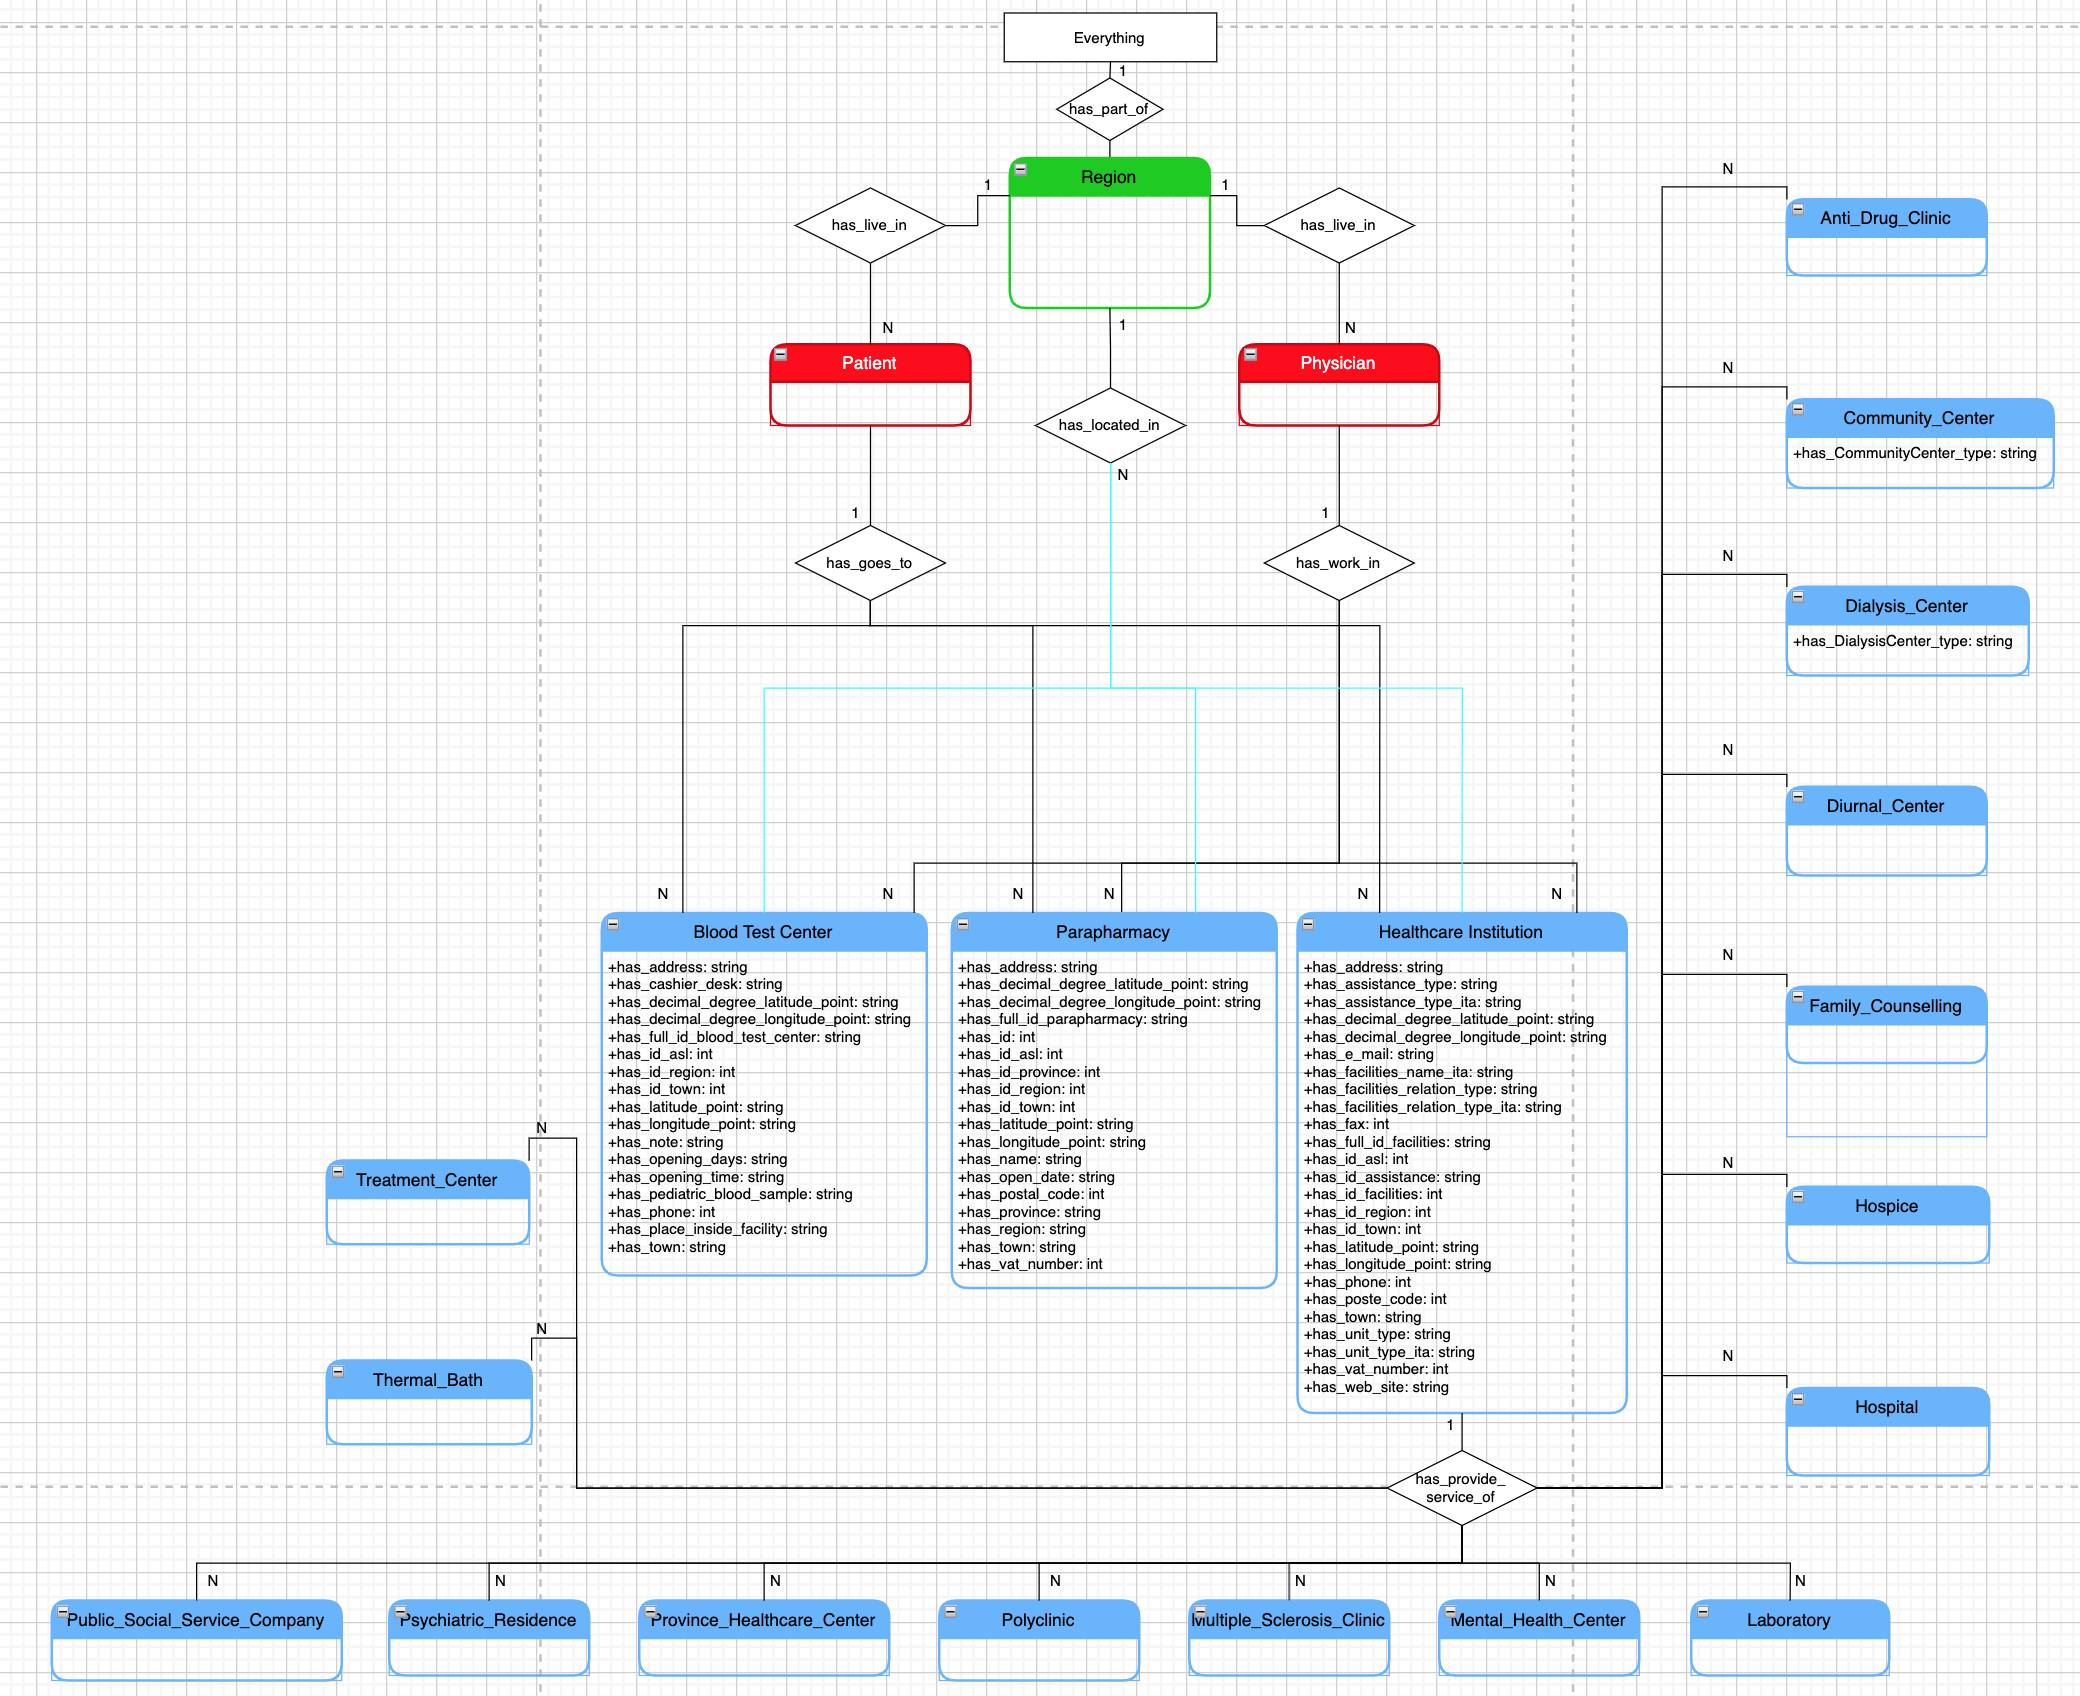 Everything
1
has_part_of
Region
1
1
has_live_in
has_live_in
N
1
N
Patient
Physician
has_located_in
N
1
1
has_goes_to
has_work_in
N
Anti_Drug_Clinic
N
Community_Center
+has_CommunityCenter_type: string
N
Dialysis_Center
+has_DialysisCenter_type: string
N
Diurnal_Center
N
Family_Counselling
N
Hospice
N
Hospital
N
N
N
N
N
N
Blood Test Center
+has_address: string
+has_cashier_desk: string
+has_decimal_degree_latitude_point: string
+has_decimal_degree_longitude_point: string
+has_full_id_blood_test_center: string
+has_id_asl: int
+has_id_region: int
+has_id_town: int
+has_latitude_point: string
+has_longitude_point: string
+has_note: string
+has_opening_days: string
+has_opening_time: string
+has_pediatric_blood_sample: string
+has_phone: int
+has_place_inside_facility: string
+has_town: string
Parapharmacy
+has_address: string
+has_decimal_degree_latitude_point: string
+has_decimal_degree_longitude_point: string
+has_full_id_parapharmacy: string
+has_id: int
+has_id_asl: int
+has_id_province: int
+has_id_region: int
+has_id_town: int
+has_latitude_point: string
+has_longitude_point: string
+has_name: string
+has_open_date: string
+has_postal_code: int
+has_province: string
+has_region: string
+has_town: string
+has_vat_number: int
Healthcare Institution
+has_address: string
+has_assistance_type: string
+has_assistance_type_ita: string
+has_decimal_degree_latitude_point: string
+has_decimal_degree_longitude_point: string
+has_e_mail: string
+has_facilities_name_ita: string
+has_facilities_relation_type: string
+has_facilities_relation_type_ita: string
+has_fax: int
+has_full_id_facilities: string
+has_id_asl: int
+has_id_assistance: string
+has_id_facilities: int
+has_id_region: int
+has_id_town: int
+has_latitude_point: string
+has_longitude_point: string
+has_phone: int
+has_poste_code: int
+has_town: string
+has_unit_type: string
+has_unit_type_ita: string
+has_vat_number: int
+has_web_site: string
N
Treatment_Center
N
Thermal_Bath
1
has_provide_
service_of
N
N
N
N
N
N
N
Public_Social_Service_Company
Psychiatric_Residence
Province_Healthcare_Center
Polyclinic
Multiple_Sclerosis_Clinic
Mental_Health_Center
Laboratory